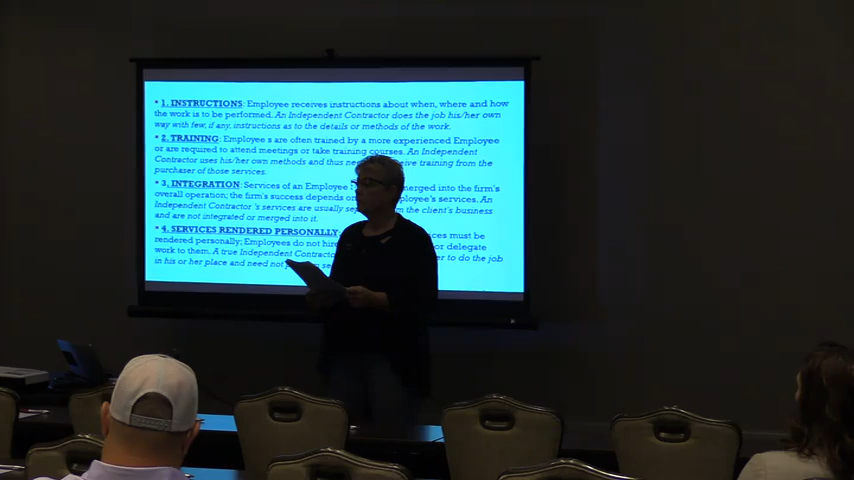 • 1. INSTRUCTIONS: Employee receives instructions about when, where and how
the work is to be performed. An Independent Contractor does the job his/her own
way with few, if any, instructions as to the details or methods of the work.
• 2. TRAINING: Employee s are often trained by a more experienced Employee
or are required to attend meetings or take training courses. An Independent
Contractor uses his/her own methods and thus training from the
purchaser of those services.
• 3. INTEGRATION: Services of an Employee merged into the firm's
overall operation; the firm's success depends on services. An
Independent Contractor 's services are usually the client's business
and are not integrated or merged into it.
• 4. SERVICES RENDERED PERSONALLY: must be
rendered personally; Employees do not hire or delegate
work to them. A true Independent Contractor to do the job
in his or her place and need not